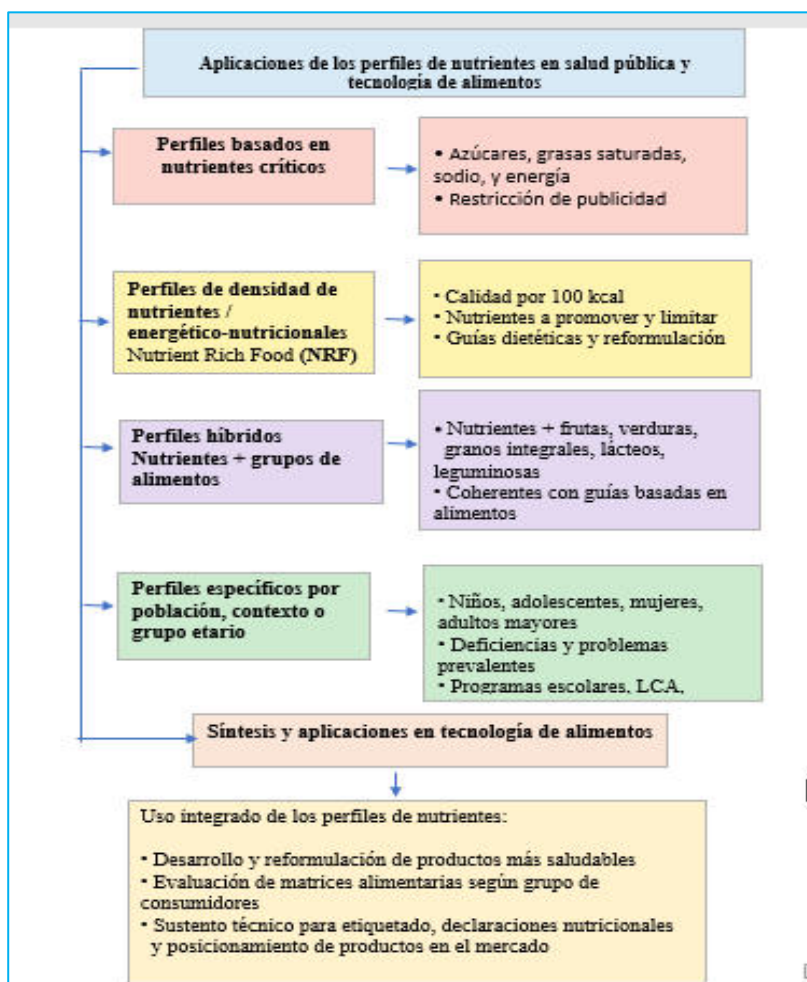 Aplicaciones de los perfiles de nutrientes en salud pública y
tecnología de alimentos
Perfiles basados en
nutrientes críticos
• Azúcares, grasas saturadas,
sodio, y energía
• Restricción de publicidad
Perfiles de densidad de
nutrientes /
energético-nutricionales
Nutrient Rich Food (NRF)
• Calidad por 100 kcal
• Nutrientes a promover y limitar
• Guías dietéticas y reformulación
Perfiles híbridos
Nutrientes + grupos de
alimentos
• Nutrientes + frutas, verduras,
granos integrales, lácteos,
leguminosas
• Coherentes con guías basadas en
alimentos
Perfiles específicos por
población, contexto o
grupo etario
• Niños, adolescentes, mujeres,
adultos mayores
• Deficiencias y problemas
prevalentes
• Programas escolares, LCA,
Síntesis y aplicaciones en tecnología de alimentos
Uso integrado de los perfiles de nutrientes:
• Desarrollo y reformulación de productos más saludables
• Evaluación de matrices alimentarias según grupo de
consumidores
• Sustento técnico para etiquetado, declaraciones nutricionales
y posicionamiento de productos en el mercado